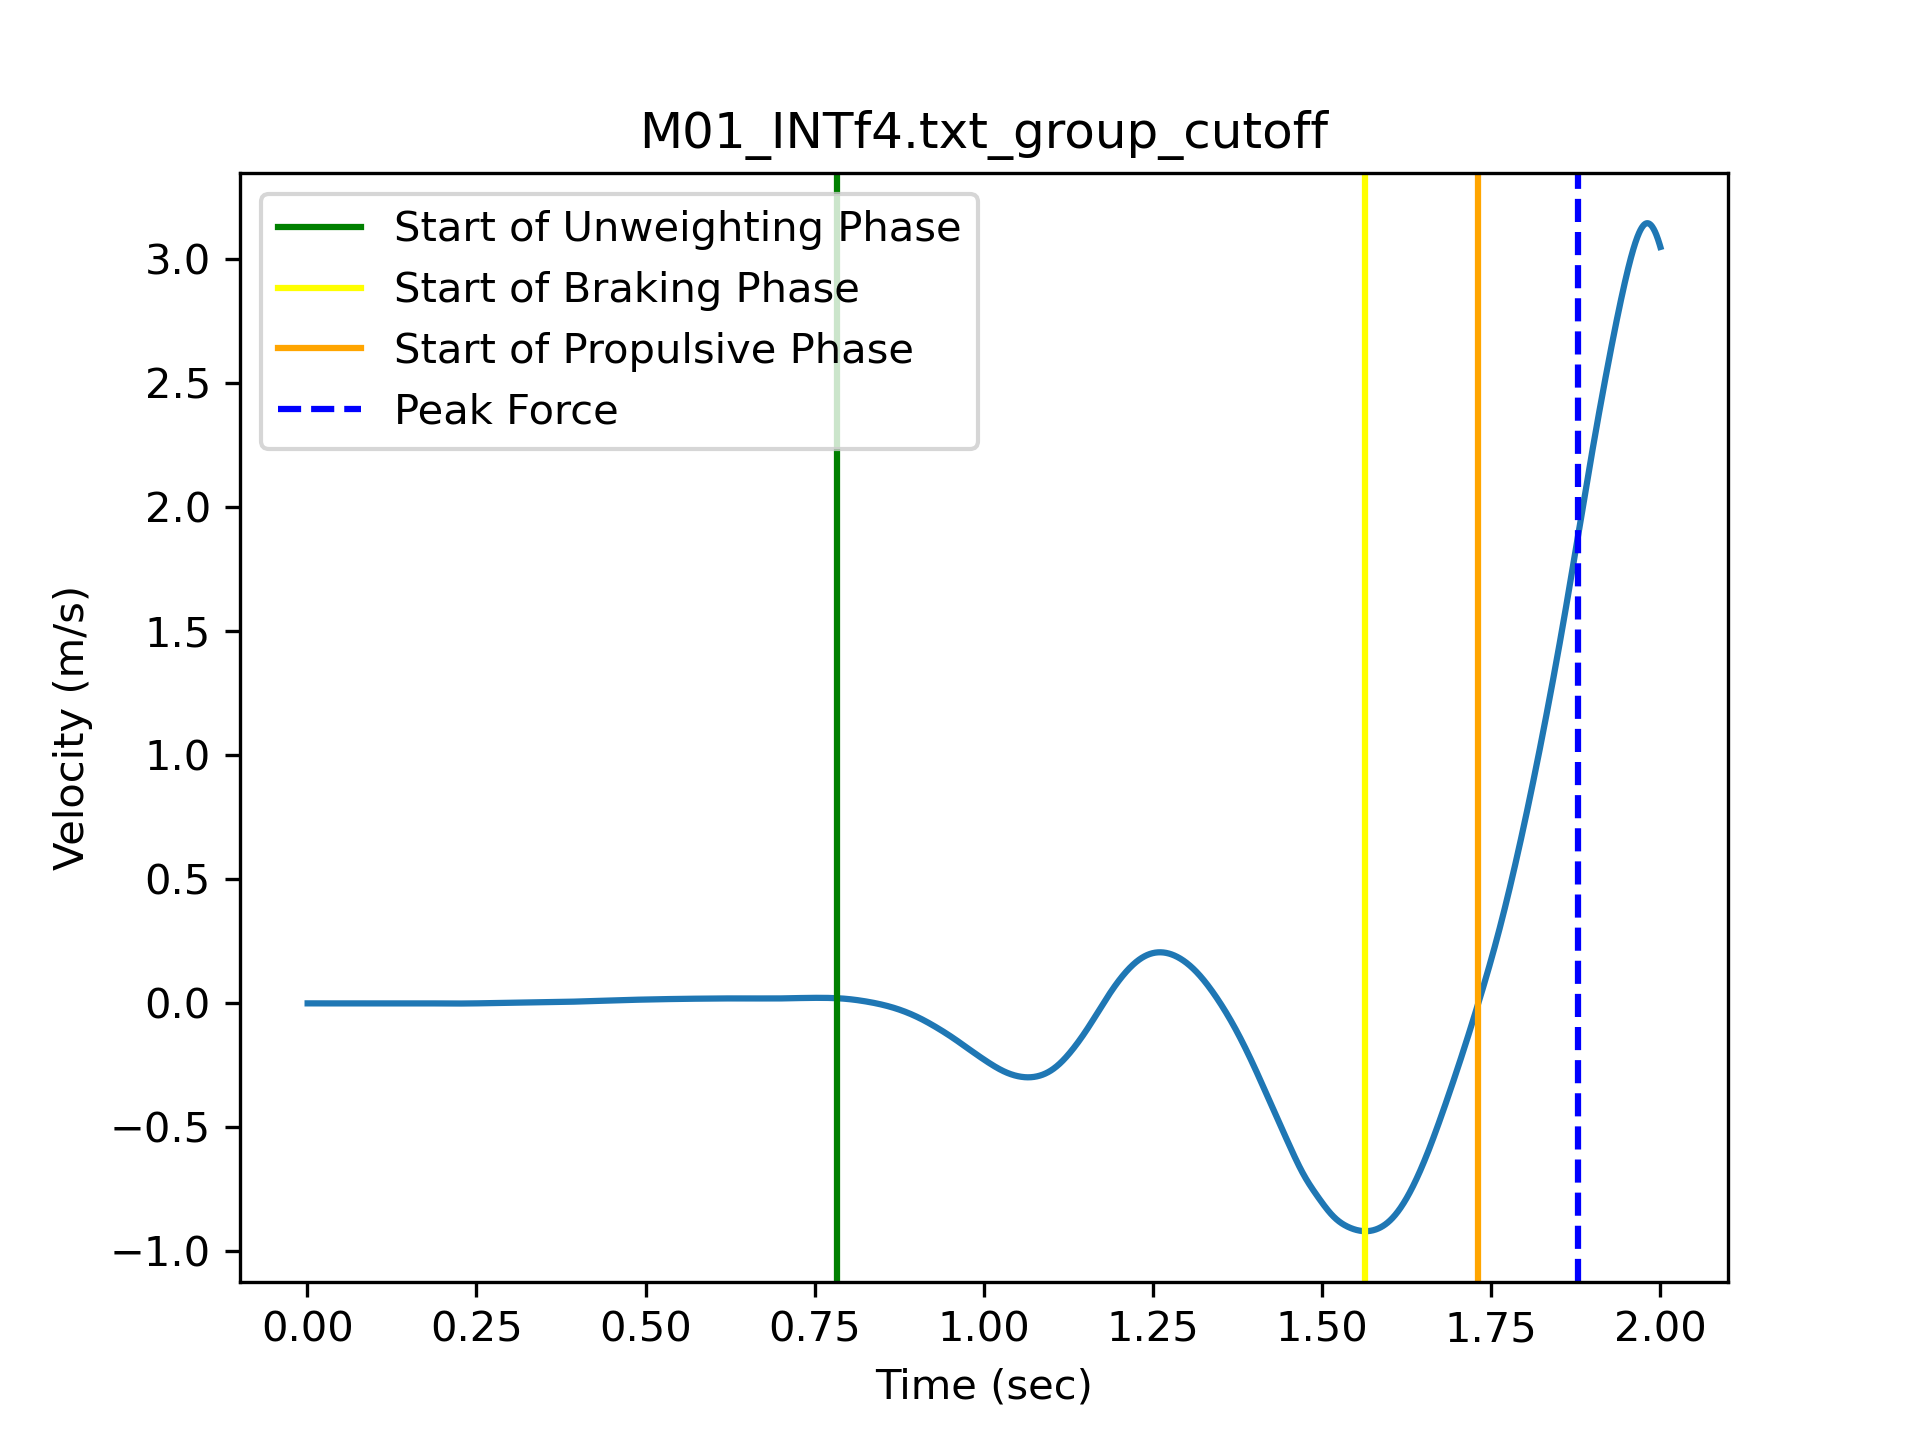 M01_INTf4.txt_group_cutoff
Start of Unweighting Phase
Start of Braking Phase
Start of Propulsive Phase
Peak Force
Velocity (m/s)
3.0
2.5
2.0
1.5
1.0
0.5
0.0
−0.5
−1.0
0.00 0.25 0.50 0.75 1.00 1.25 1.50 1.75 2.00
Time (sec)